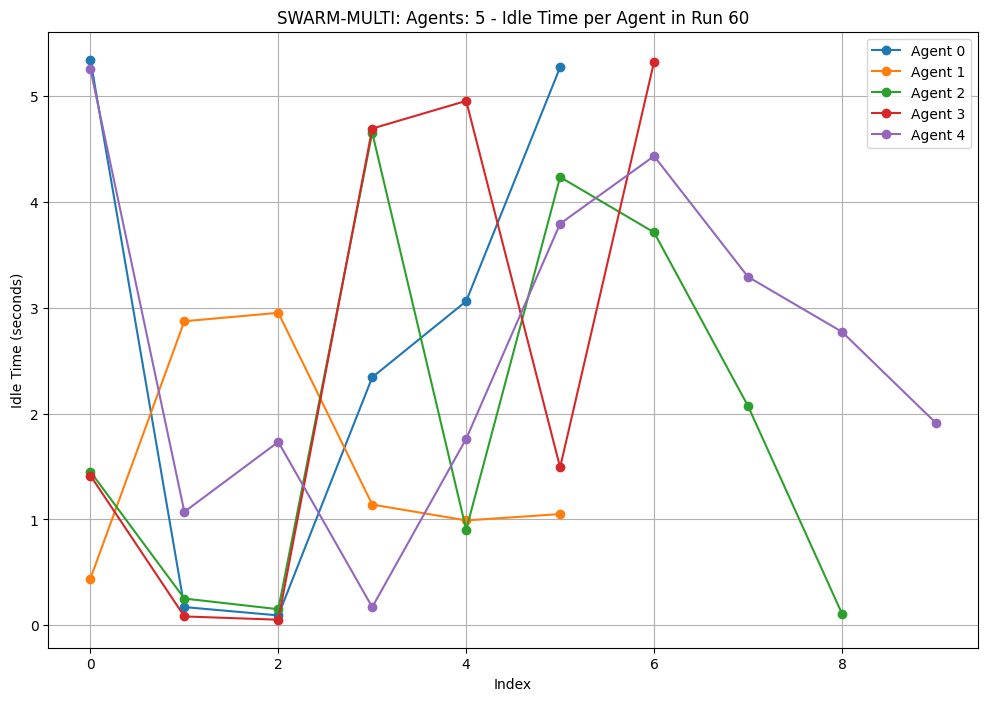 SWARM-MULTI: Agents: 5 - Idle Time per Agent in Run 60
Agent 0
Agent 1
Agent 2
Agent 3
Agent 4
Idle Time (seconds)
5
4
3
2
1
0
0 2 4 6 8
Index